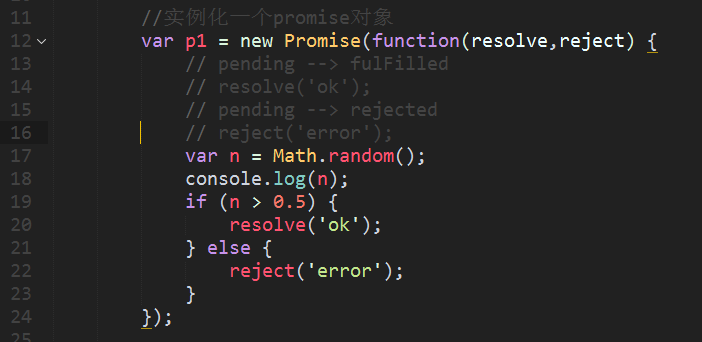 11 //实例化一个promise对象
12 var p1 = new Promise(function(resolve,reject) {
13 // pending --> fulFilled
14 // resolve('ok');
15 // pending --> rejected
16 // reject('error');
17 var n = Math.random();
18 console.log(n);
19 if (n > 0.5) {
20 resolve('ok');
21 } else {
22 reject('error');
23 }
24 });
25